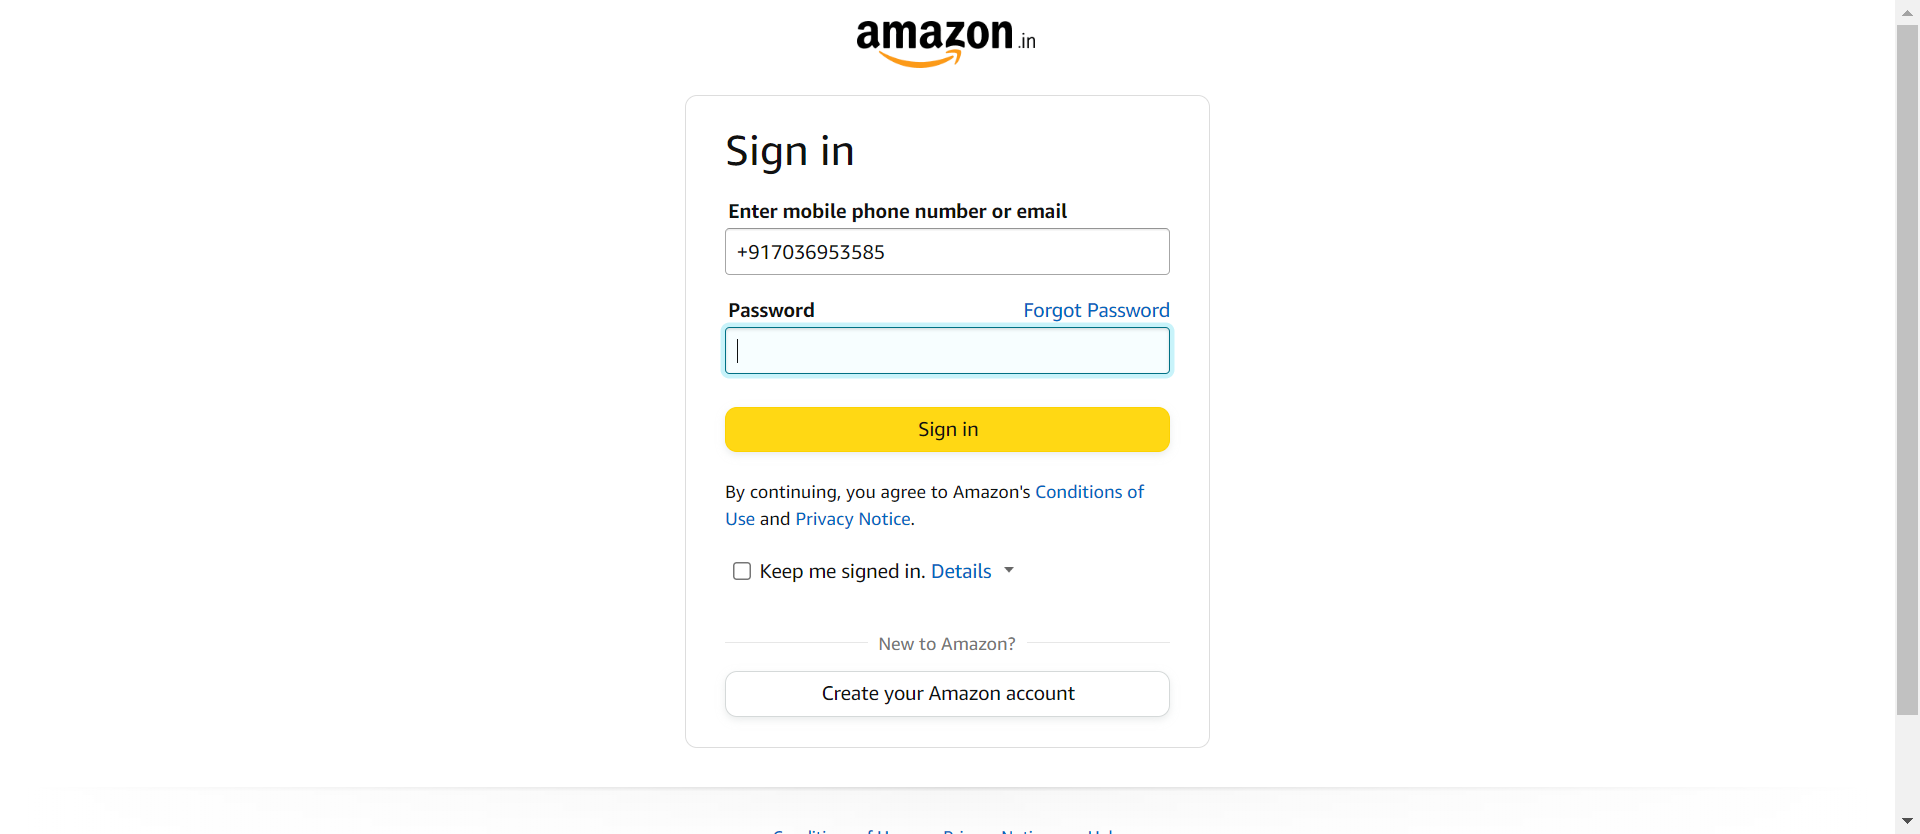 amazon.in
Sign in
Enter mobile phone number or email
+917036953585
Password Forgot Password
Sign in
By continuing, you agree to Amazon's Conditions of
Use and Privacy Notice.
Keep me signed in. Details
New to Amazon?
Create your Amazon account